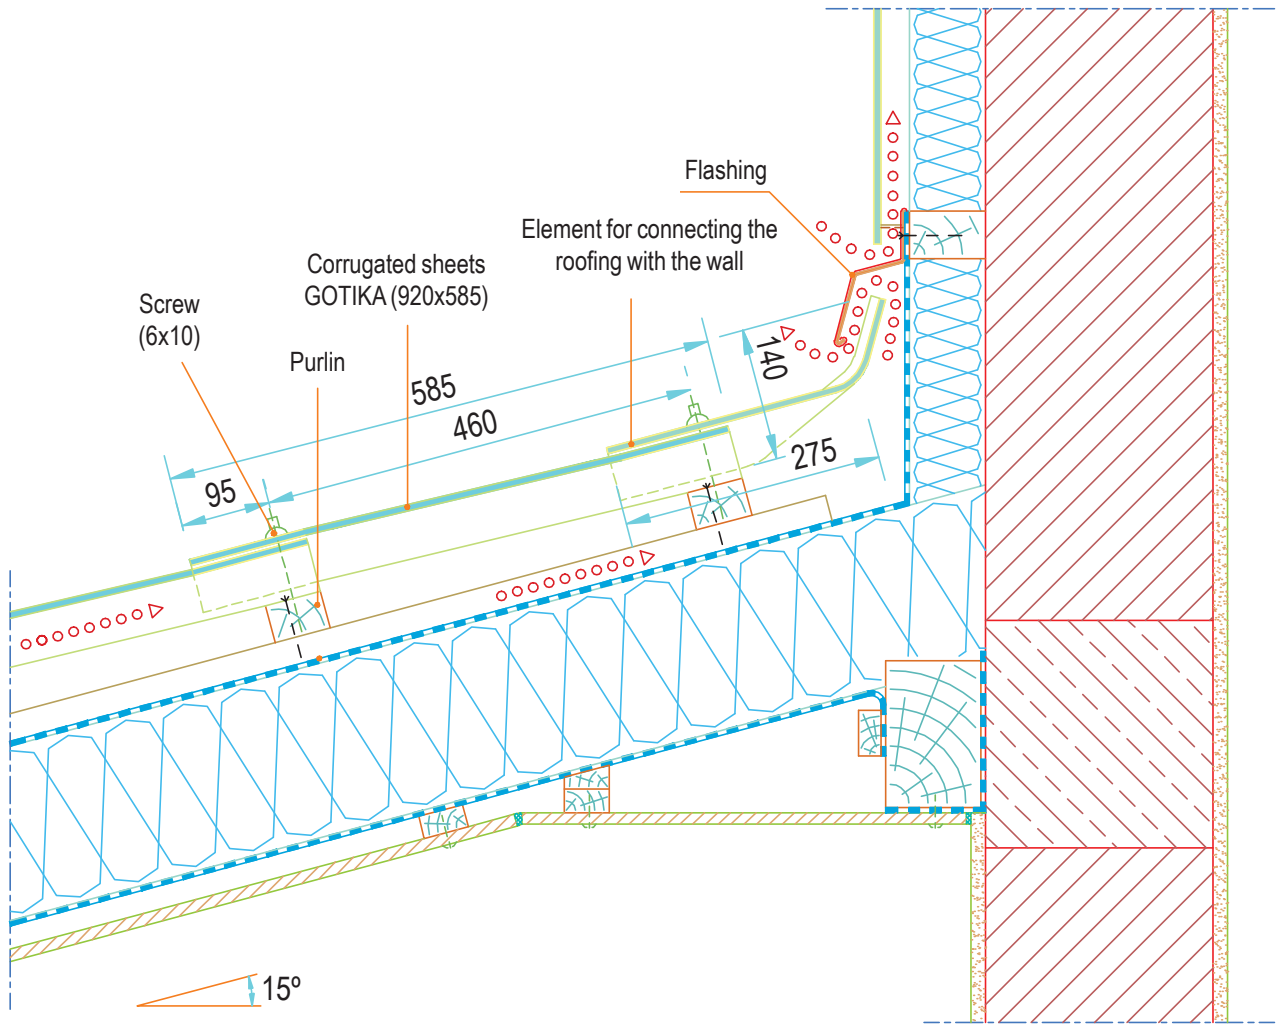 Flashing
Element for connecting the
roofing with the wall
Corrugated sheets
GOTIKA (920x585)
Screw
(6x10)
Purlin
585
460
140
95
275
15º